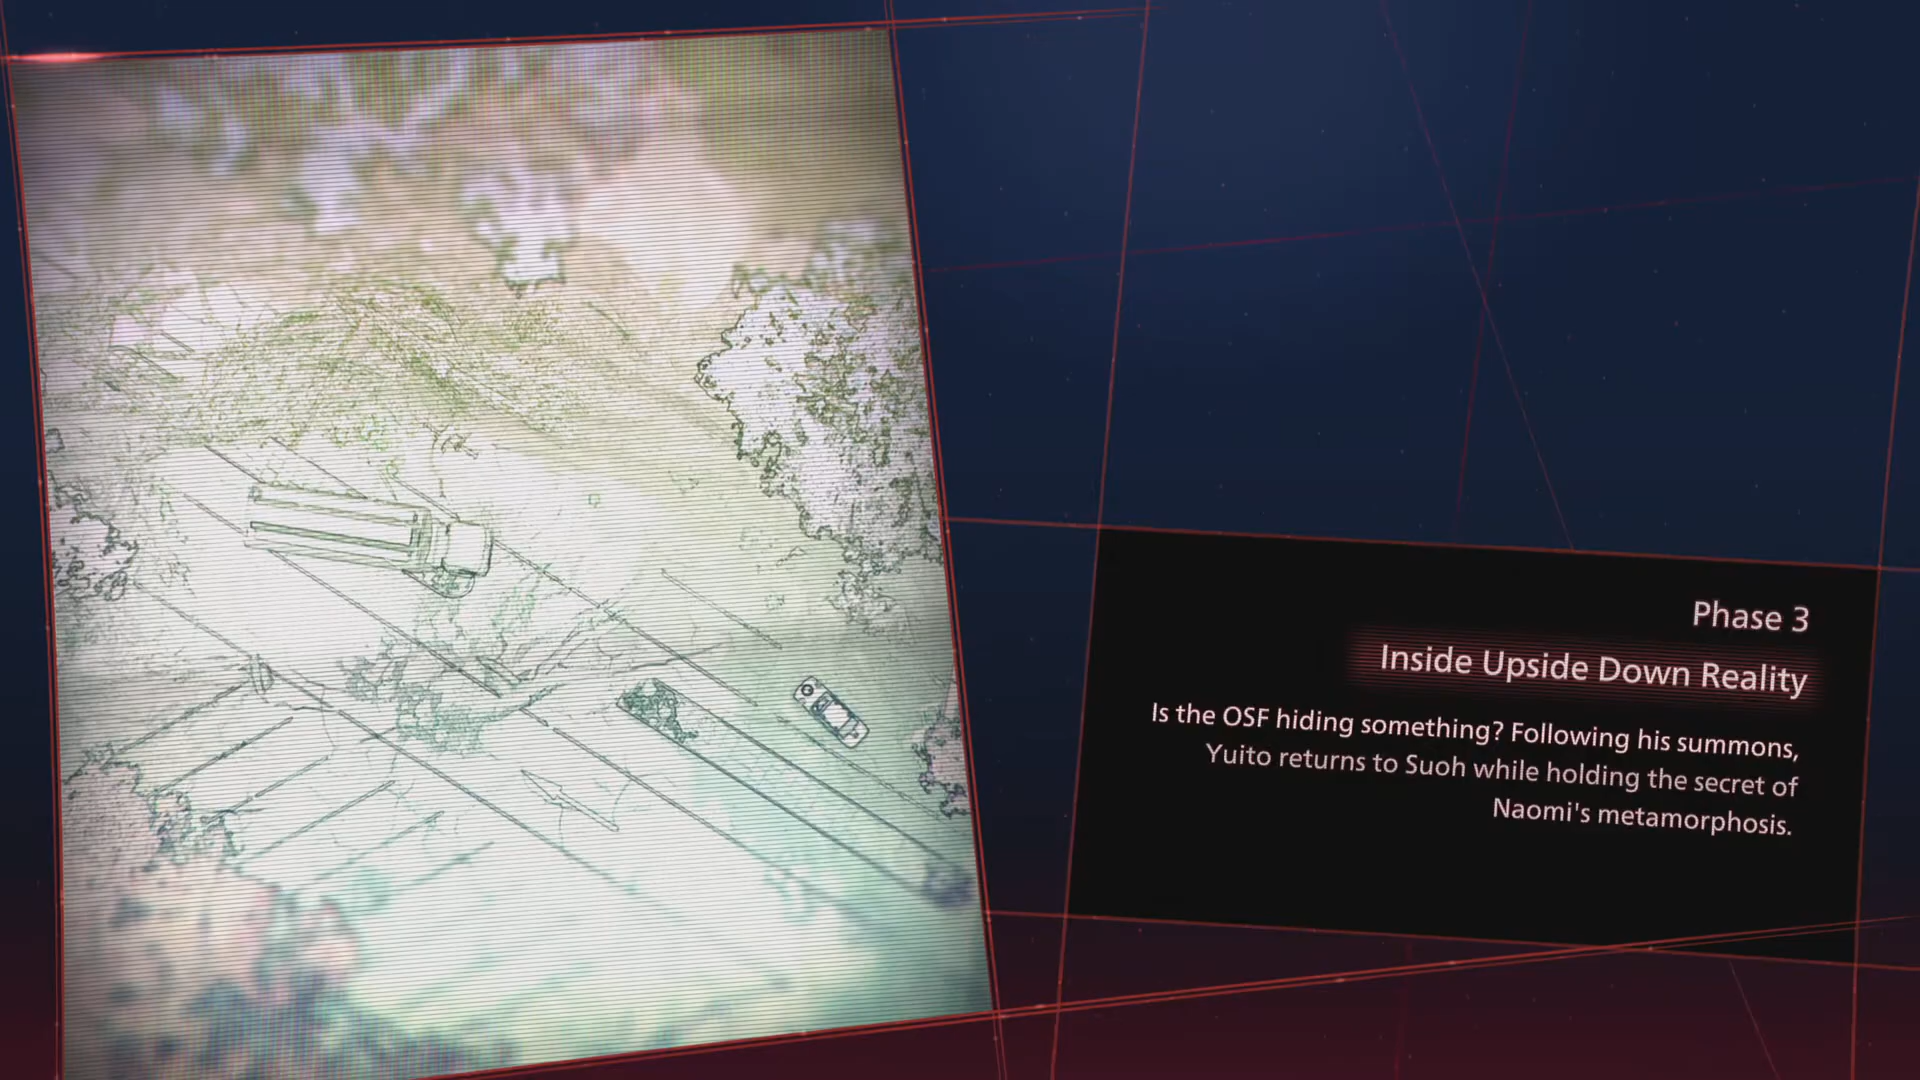 Phase 3
Inside Upside Down Reality
Is the OSF hiding something? Following his summons,
Yuito returns to Suoh while holding the secret of
Naomi's metamorphosis.